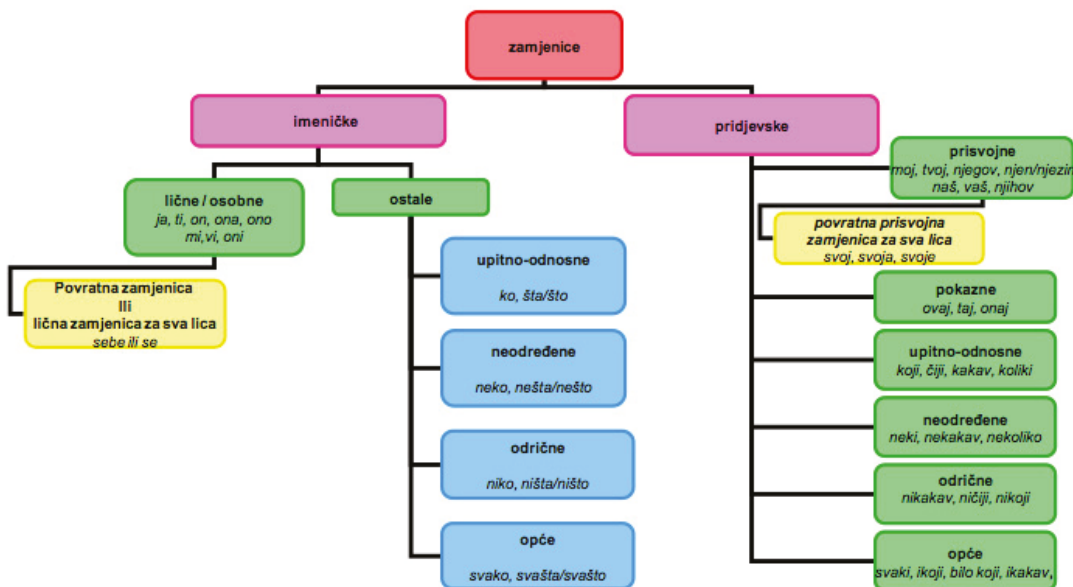 zamjenice
imeničke
pridjevske
lične / osobne
ja, ti, on, ona, ono
mi,vi, oni
Povratna zamjenica
Ili
lična zamjenica za sva lica
sebe ili se
ostale
upitno-odnosne
ko, šta/što
neodređene
neko, nešta/nešto
odrične
niko, ništa/ništo
opće
svako, svašta/svašto
prisvojne
moj, tvoj, njegov, njen/njezin
naš, vaš, njihov
povratna prisvojna
zamjenica za sva lica
svoj, svoja, svoje
pokazne
ovaj, taj, onaj
upitno-odnosne
koji, čiji, kakav, koliki
neodređene
neki, nekakav, nekoliko
odrične
nikakav, ničiji, nikoji
opće
svaki, ikoji, bilo koji, ikakav,